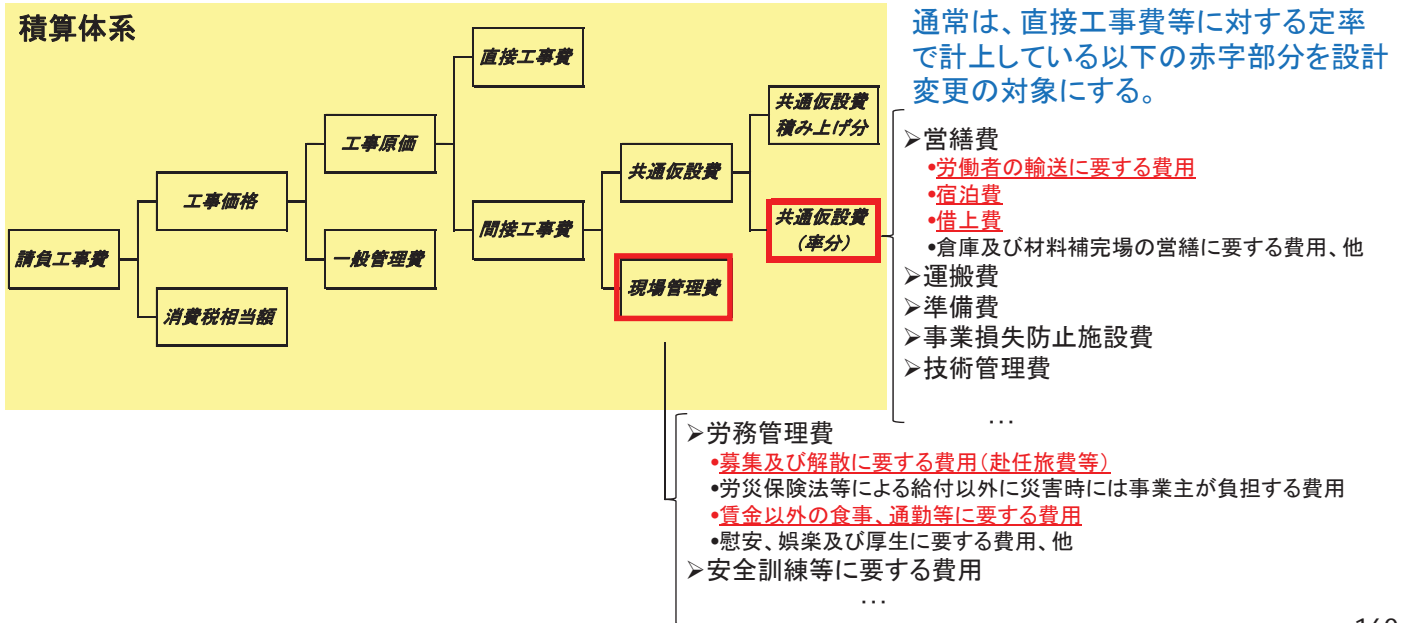 積算体系
通常は、直接工事費等に対する定率
で計上している以下の赤字部分を設計
変更の対象にする。
直接工事費
共通仮設費
積み上げ分
工事原価
共通仮設費
工事価格
共通仮設費
（率分）
間接工事費
請負工事費
一般管理費
現場管理費
消費税相当額
➢営繕費
•労働者の輸送に要する費用
•宿泊費
•借上費
•倉庫及び材料補完場の営繕に要する費用、他
➢運搬費
➢準備費
➢事業損失防止施設費
➢技術管理費
…
➢労務管理費
•募集及び解散に要する費用（赴任旅費等）
•労災保険法等による給付以外に災害時には事業主が負担する費用
•賃金以外の食事、通勤等に要する費用
•慰安、娯楽及び厚生に要する費用、他
➢安全訓練等に要する費用
…